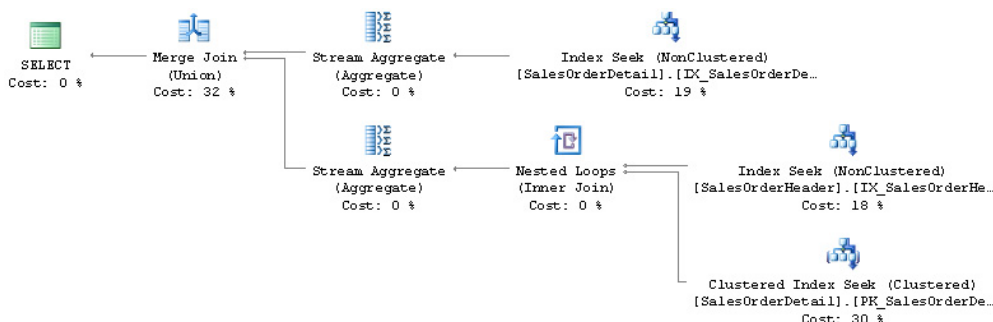 SELECT
Cost: 0 %
Merge Join
(Union)
Cost: 32 %
Stream Aggregate
(Aggregate)
Cost: 0 %
Index Seek (NonClustered)
[SalesOrderDetail].[IX_SalesOrderDe…
Cost: 19 %
Stream Aggregate
(Aggregate)
Cost: 0 %
Nested Loops
(Inner Join)
Cost: 0 %
Index Seek (NonClustered)
[SalesOrderHeader].[IX_SalesOrderHe…
Cost: 18 %
Clustered Index Seek (Clustered)
[SalesOrderDetail].[PK_SalesOrderDe…
Cost: 30 %